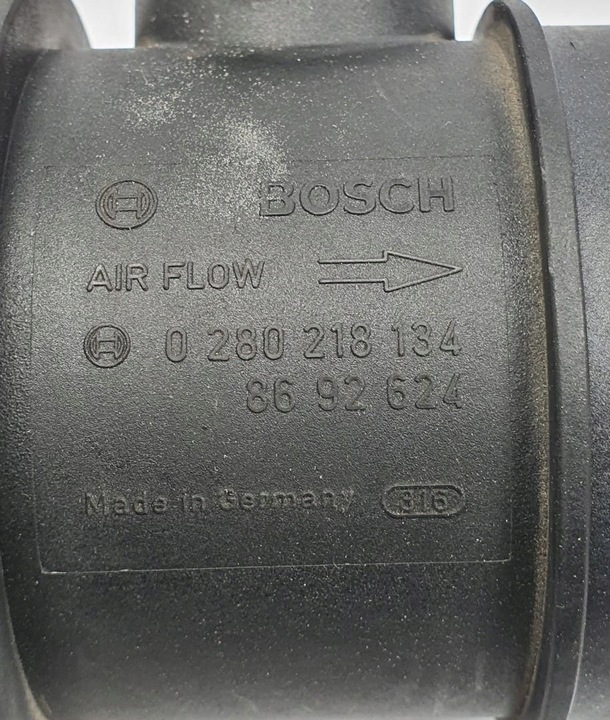 BOSCH
AIR FLOW
0 280 218 134
86 92 624
Made in Germany 316